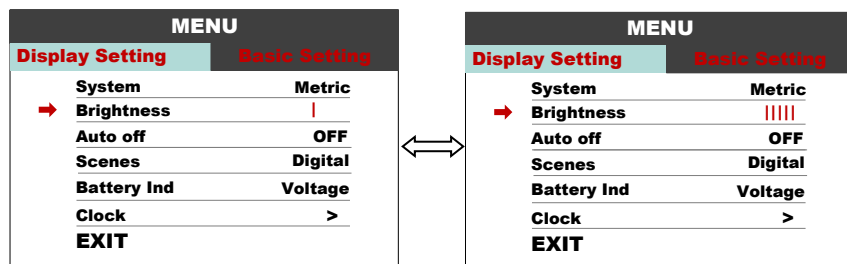 MENU
Display Setting Basic Setting
System Metric
Brightness |
Auto off OFF
Scenes Digital
Battery Ind Voltage
Clock >
EXIT
MENU
Display Setting Basic Setting
System Metric
Brightness |||||
Auto off OFF
Scenes Digital
Battery Ind Voltage
Clock >
EXIT